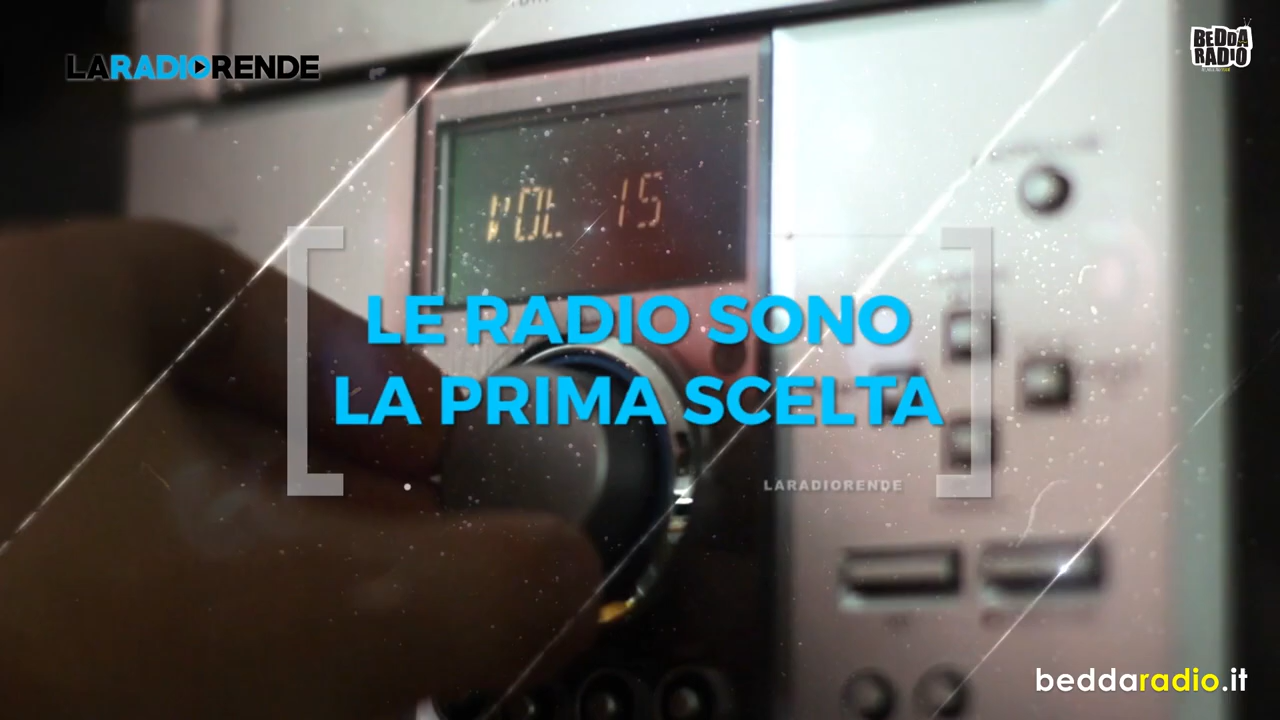 LARADIORENDE
BEDDA
RADIO
VOL 15
LE RADIO SONO
LA PRIMA SCELTA
LARADIORENDE
beddaradio.it